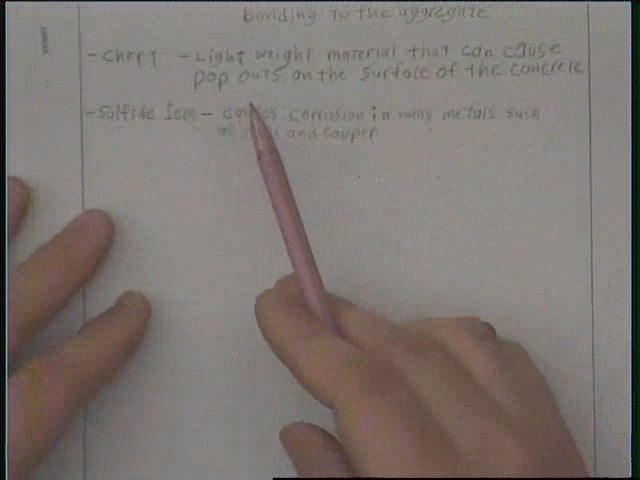 bonding to the aggregate
- Chert - Light weight material that can cause
pop outs on the surface of the concrete
- Sulfide Ions - causes corrosion in many metals such
as and copper